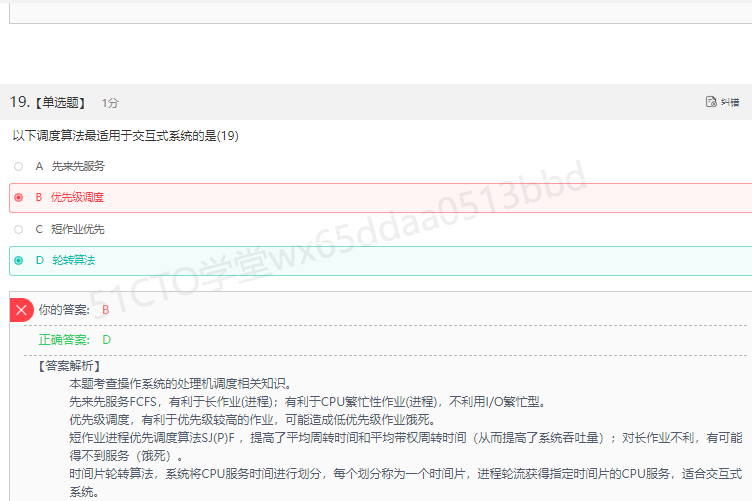 19.【单选题】 1分 纠错
以下调度算法最适用于交互式系统的是(19)
A 先来先服务
B 优先级调度
C 短作业优先
D 轮转算法
51CTO学堂wx65ddaa0513bbd
你的答案: B
正确答案: D
【答案解析】
本题考查操作系统的处理机调度相关知识。
先来先服务FCFS，有利于长作业(进程)；有利于CPU繁忙性作业(进程)，不利用I/O繁忙型。
优先级调度，有利于优先级较高的作业，可能造成低优先级作业饿死。
短作业进程优先调度算法SJ(P)F ，提高了平均周转时间和平均带权周转时间（从而提高了系统吞吐量）；对长作业不利，有可能
得不到服务（饿死）。
时间片轮转算法，系统将CPU服务时间进行划分，每个划分称为一个时间片，进程轮流获得指定时间片的CPU服务，适合交互式
系统。